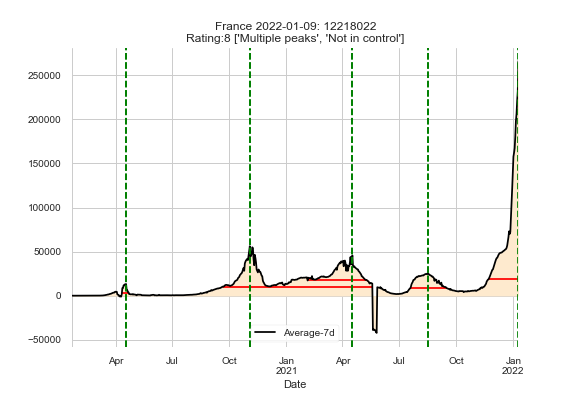 France 2022-01-09: 12218022
Rating:8 ['Multiple peaks', 'Not in control']
250000
200000
150000
100000
50000
0
−50000
Average-7d
Apr Jul Oct Jan Apr Jul Oct Jan
2021 2022
Date